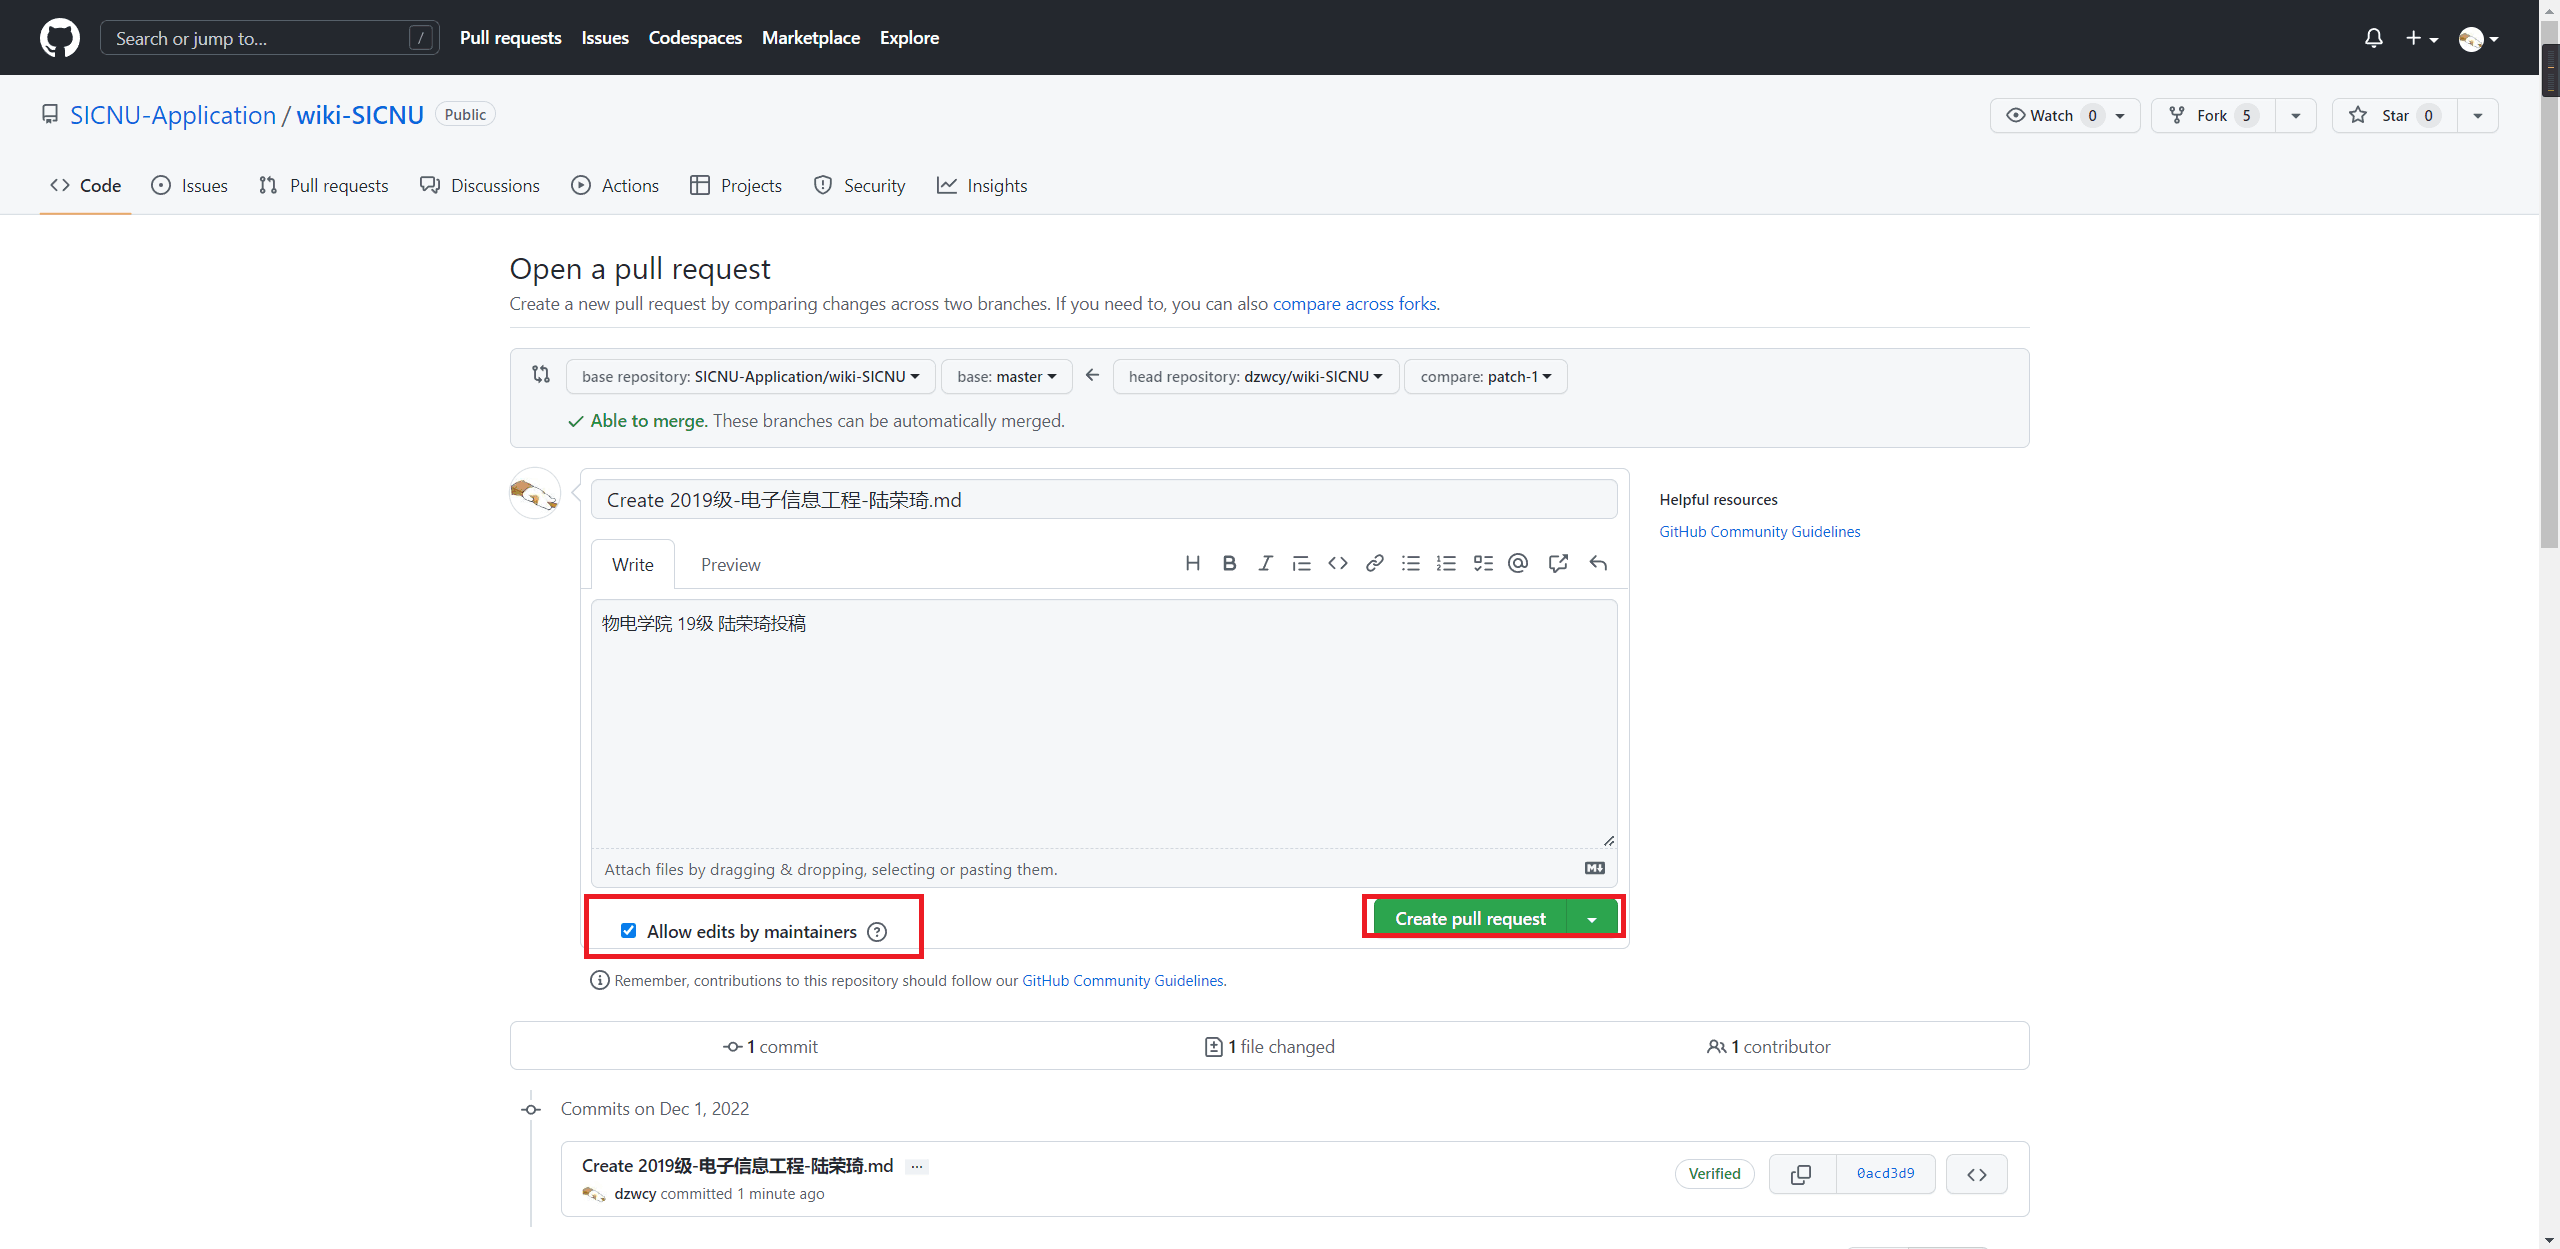 Search or jump to... /
Pull requests Issues Codespaces Marketplace Explore
SICNU-Application / wiki-SICNU Public
Watch 0 Fork 5 Star 0
Code Issues Pull requests Discussions Actions Projects Security Insights
Open a pull request
Create a new pull request by comparing changes across two branches. If you need to, you can also compare across forks.
base repository: SICNU-Application/wiki-SICNU base: master head repository: dzwcy/wiki-SICNU compare: patch-1
Able to merge. These branches can be automatically merged.
Create 2019级-电子信息工程-陆荣琦.md
Helpful resources
GitHub Community Guidelines
Write Preview
物电学院 19级 陆荣琦投稿
Attach files by dragging & dropping, selecting or pasting them.
Allow edits by maintainers
Create pull request
Remember, contributions to this repository should follow our GitHub Community Guidelines.
1 commit 1 file changed 1 contributor
Commits on Dec 1, 2022
Create 2019级-电子信息工程-陆荣琦.md ...
dzwcy committed 1 minute ago
Verified 0acd3d9